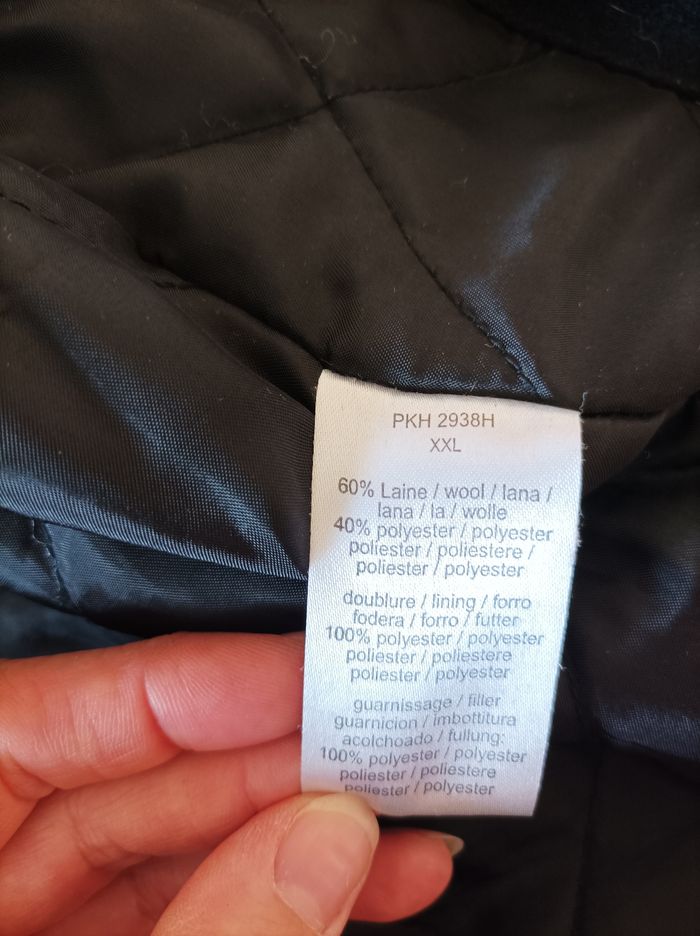 PKH 2938H
XXL
60% Laine / wool / lana /
lana / la / wolle
40% polyester / polyester
poliester / poliestere /
poliester / polyester
doublure / lining / forro
fodera / forro / futter
100% polyester / polyester
poliester / poliestere
poliester / polyester
guarnissage / filler
guarnicion / imbottitura
acolchoado / fullung:
100% polyester / polyester
poliester / poliestere
poliester / polyester